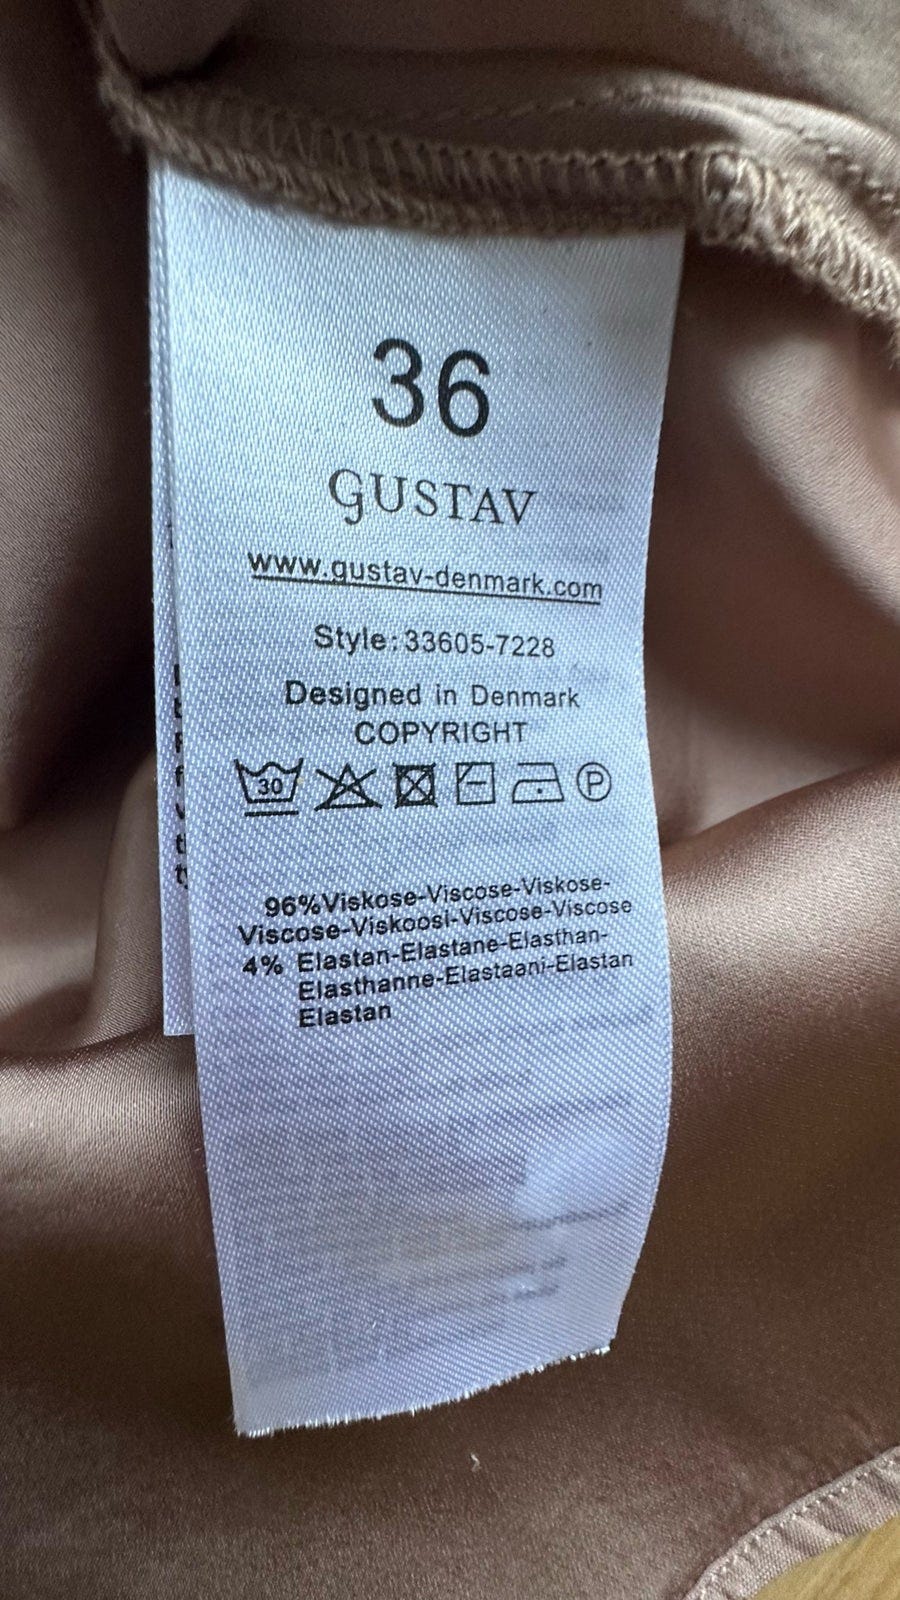 36
GUSTAV
www.gustav-denmark.com
Style:33605-7228
Designed in Denmark
COPYRIGHT
30
P
96%Viskose-Viscose-Viskose-
Viscose-Viskoosi-Viscose-Viscose
4% Elastan-Elastane-Elasthan-
Elasthanne-Elastaani-Elastan
Elastan